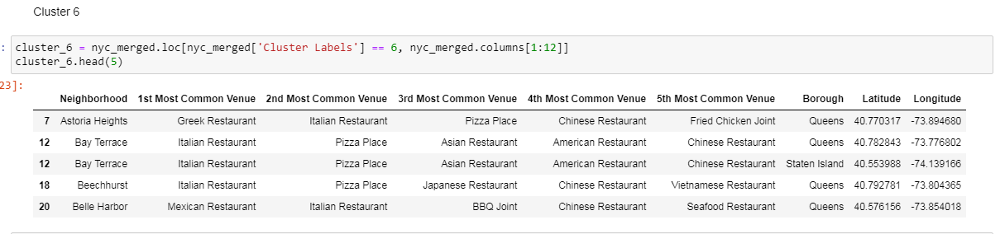 Cluster 6
: cluster_6 = nyc_merged.loc[nyc_merged['Cluster Labels'] == 6, nyc_merged.columns[1:12]]
cluster_6.head(5)
23]:
Neighborhood 1st Most Common Venue 2nd Most Common Venue 3rd Most Common Venue 4th Most Common Venue 5th Most Common Venue Borough Latitude Longitude
7 Astoria Heights Greek Restaurant Italian Restaurant Pizza Place Chinese Restaurant Fried Chicken Joint Queens 40.770317 -73.894680
12 Bay Terrace Italian Restaurant Pizza Place Asian Restaurant American Restaurant Chinese Restaurant Queens 40.782843 -73.776802
12 Bay Terrace Italian Restaurant Pizza Place Asian Restaurant American Restaurant Chinese Restaurant Staten Island 40.553988 -74.139166
18 Beechhurst Italian Restaurant Pizza Place Japanese Restaurant Chinese Restaurant Vietnamese Restaurant Queens 40.792781 -73.804365
20 Belle Harbor Mexican Restaurant Italian Restaurant BBQ Joint Chinese Restaurant Seafood Restaurant Queens 40.576156 -73.854018